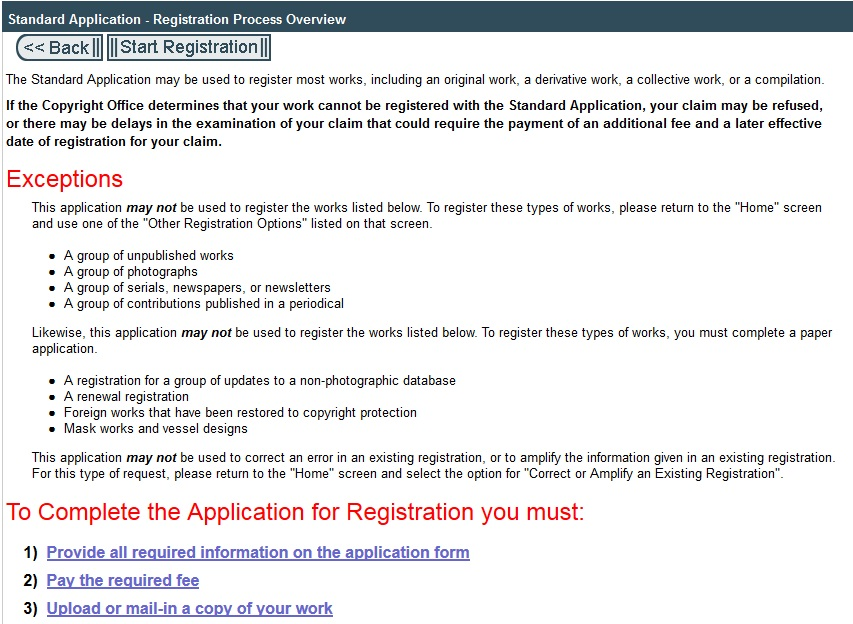 Standard Application - Registration Process Overview
<< Back || || Start Registration ||
The Standard Application may be used to register most works, including an original work, a derivative work, a collective work, or a compilation.
If the Copyright Office determines that your work cannot be registered with the Standard Application, your claim may be refused,
or there may be delays in the examination of your claim that could require the payment of an additional fee and a later effective
date of registration for your claim.
Exceptions
This application may not be used to register the works listed below. To register these types of works, please return to the "Home" screen
and use one of the "Other Registration Options" listed on that screen.
• A group of unpublished works
• A group of photographs
• A group of serials, newspapers, or newsletters
• A group of contributions published in a periodical
Likewise, this application may not be used to register the works listed below. To register these types of works, you must complete a paper
application.
• A registration for a group of updates to a non-photographic database
• A renewal registration
• Foreign works that have been restored to copyright protection
• Mask works and vessel designs
This application may not be used to correct an error in an existing registration, or to amplify the information given in an existing registration.
For this type of request, please return to the "Home" screen and select the option for "Correct or Amplify an Existing Registration".
To Complete the Application for Registration you must:
1) Provide all required information on the application form
2) Pay the required fee
3) Upload or mail-in a copy of your work